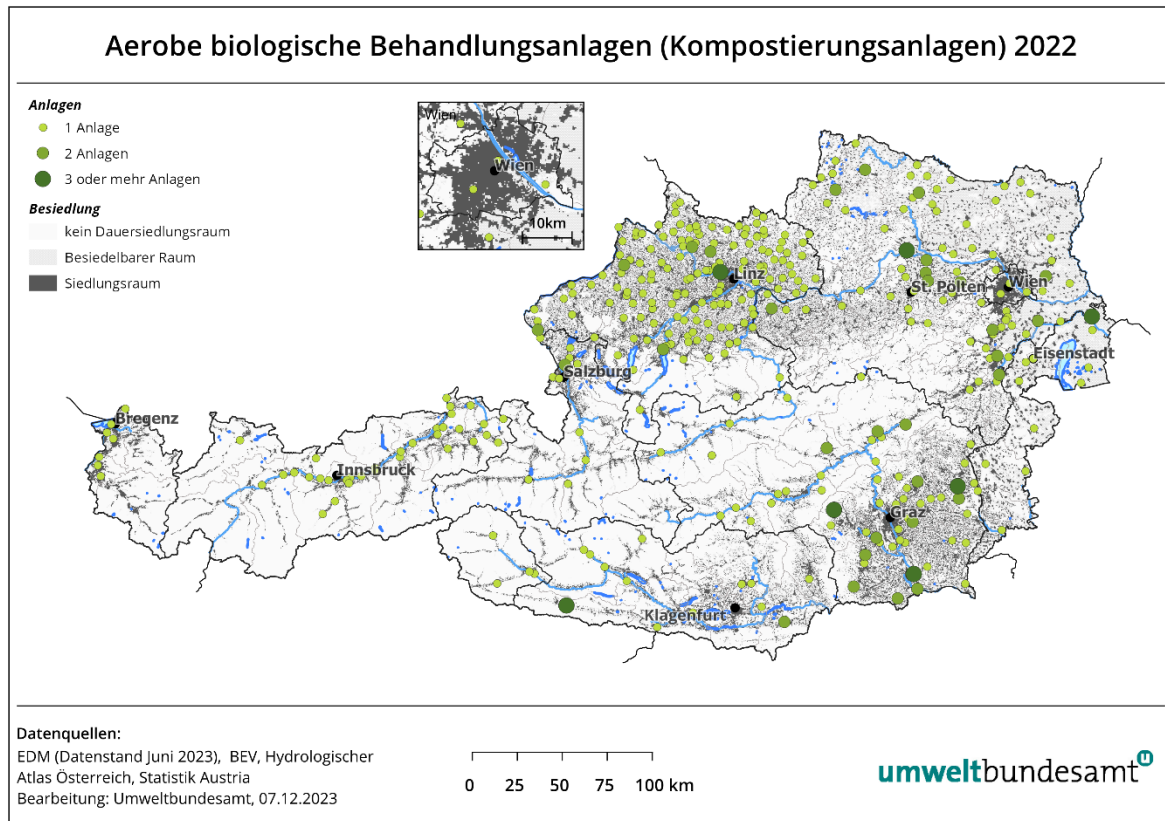 Aerobe biologische Behandlungsanlagen (Kompostierungsanlagen) 2022
Anlagen
1 Anlage
2 Anlagen
3 oder mehr Anlagen
Besiedlung
kein Dauersiedlungsraum
Besiedelbarer Raum
Siedlungsraum
Wien
Wien
10km
Linz
St. Pölten
Wien
Eisenstadt
Salzburg
Bregenz
Innsbruck
Graz
Klagenfurt
Datenquellen:
EDM (Datenstand Juni 2023), BEV, Hydrologischer
Atlas Österreich, Statistik Austria
Bearbeitung: Umweltbundesamt, 07.12.2023
0 25 50 75 100 km
umweltbundesamt U